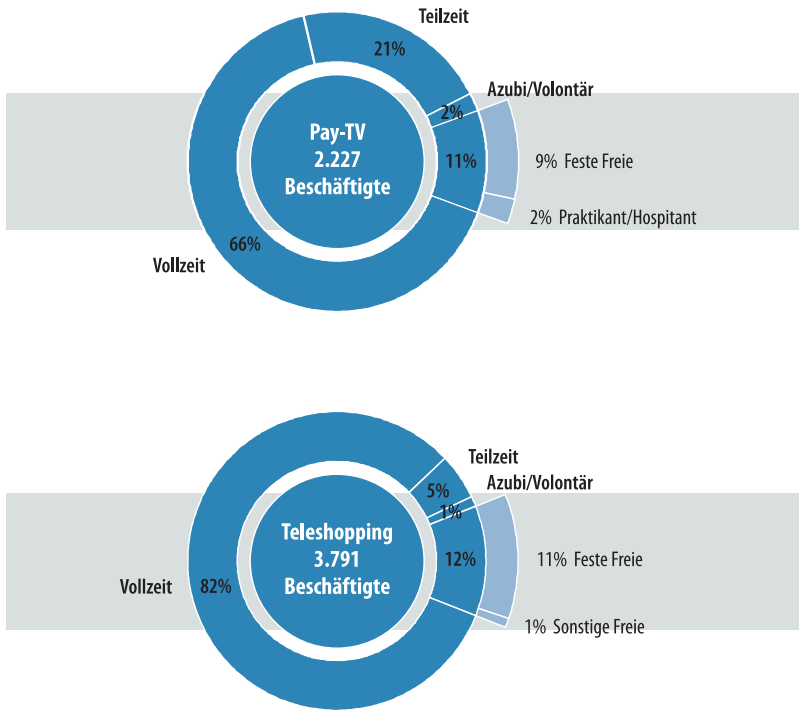 Teilzeit
21%
Azubi/Volontär
2%
Pay-TV
2.227
Beschäftigte
11%
9% Feste Freie
2% Praktikant/Hospitant
66%
Vollzeit
Teilzeit
Azubi/Volontär
5%
1%
Teleshopping
3.791
Beschäftigte
12%
11% Feste Freie
Vollzeit
82%
1% Sonstige Freie